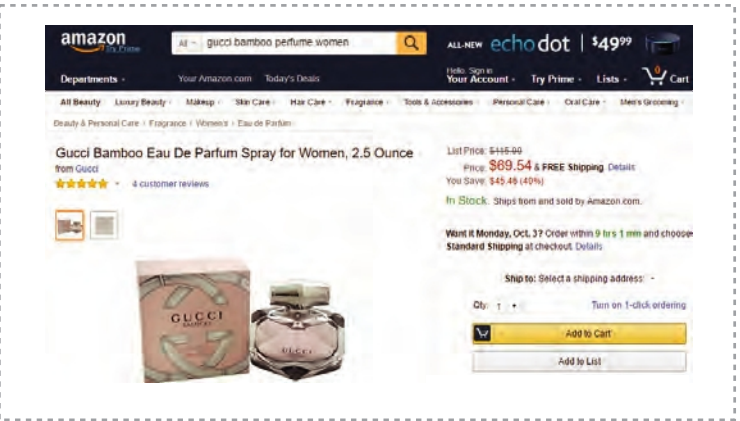 amazon
Try Prime
All
gucci bamboo perfume women
ALL-NEW echo dot | $49⁹⁹
Departments
Your Amazon.com Today's Deals
Hello. Sign in
Your Account
Try Prime
Lists
0
Cart
All Beauty Luxury Beauty Makeup Skin Care Hair Care Fragrance Tools & Accessories Personal Care Oral Care Men's Grooming
Beauty & Personal Care › Fragrance › Women's › Eau de Parfum
Gucci Bamboo Eau De Parfum Spray for Women, 2.5 Ounce
from Gucci
4 customer reviews
List Price: $115.00
Price: $69.54 & FREE Shipping Details
You Save: $45.46 (40%)
In Stock. Ships from and sold by Amazon.com.
Want it Monday, Oct. 3? Order within 9 hrs 1 min and choose
Standard Shipping at checkout. Details
Ship to: Select a shipping address:
Qty: 1
Turn on 1-click ordering
Add to Cart
Add to List
GUCCI
BAMBOO
GUCCI